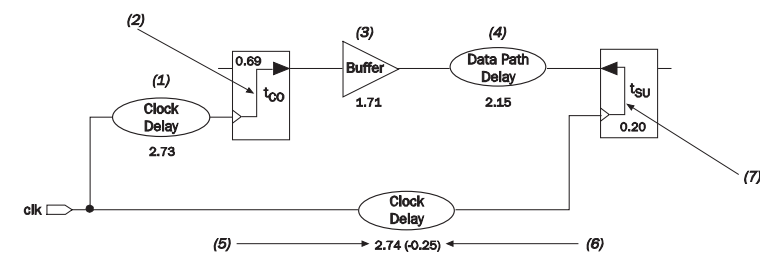 (2)
(3)
(4)
0.69
(1)
Buffer
Data Path
Delay
tCO
tSU
Clock
Delay
1.71
2.15
0.20
2.73
(7)
clk
Clock
Delay
(5)
2.74 (-0.25)
(6)